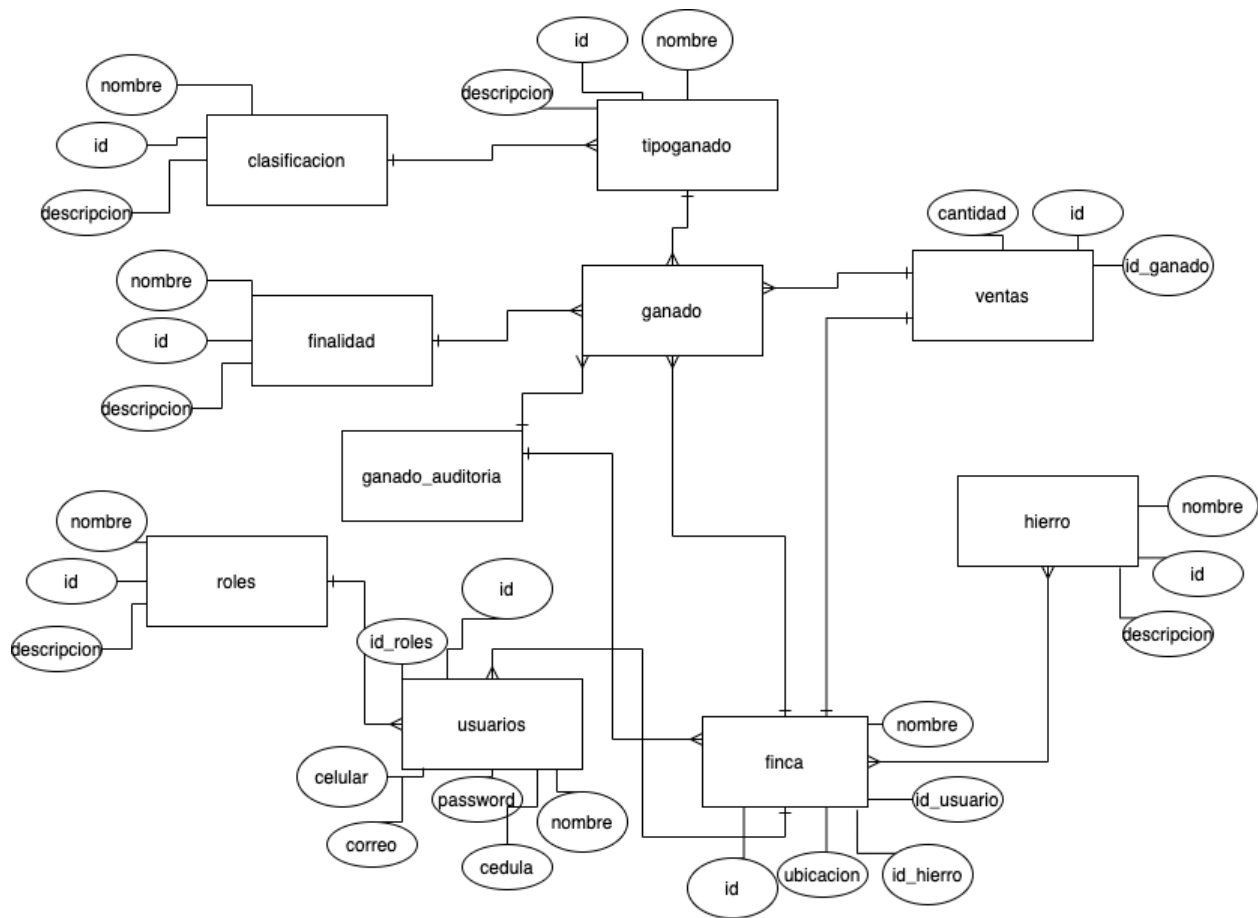 id
nombre
nombre
descripcion
id
clasificacion
tipoganado
descripcion
cantidad
id
id_ganado
nombre
ventas
ganado
id
finalidad
descripcion
ganado_auditoria
nombre
hierro
nombre
id
roles
id
id
descripcion
id_roles
descripcion
usuarios
nombre
finca
celular
password
id_usuario
nombre
correo
cedula
id
ubicacion
id_hierro